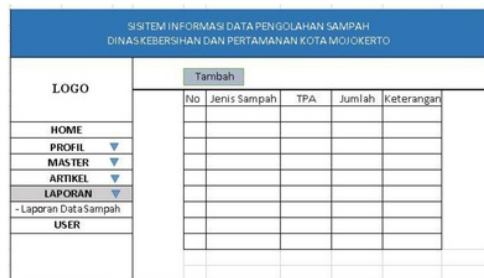 SISITEM INFORMASI DATA PENGOLAHAN SAMPAH
DINAS KEBERSIHAN DAN PERTAMANAN KOTA MOJOKERTO
LOGO
Tambah
No Jenis Sampah TPA Jumlah Keterangan
HOME
PROFIL
MASTER
ARTIKEL
LAPORAN
- Laporan Data Sampah
USER